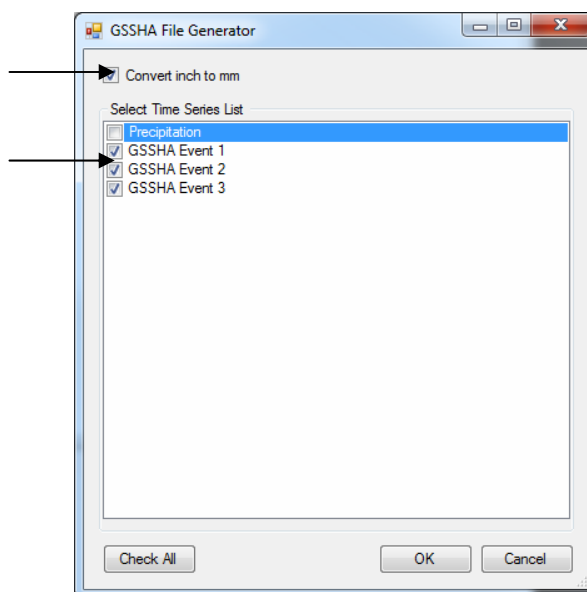 GSSHA File Generator
Convert inch to mm
Select Time Series List
Precipitation
GSSHA Event 1
GSSHA Event 2
GSSHA Event 3
Check All OK Cancel